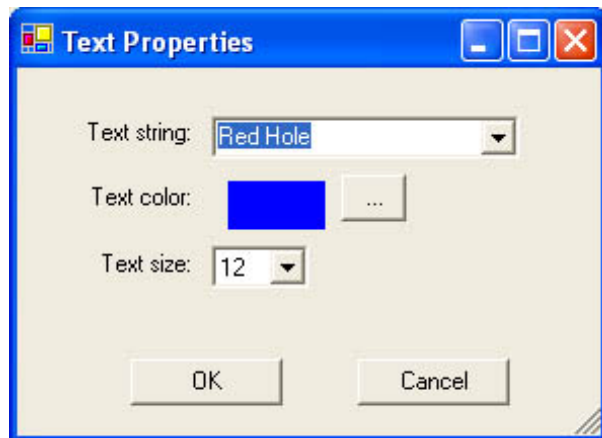 Text Properties
Text string: Red Hole
Text color: ...
Text size: 12
OK Cancel